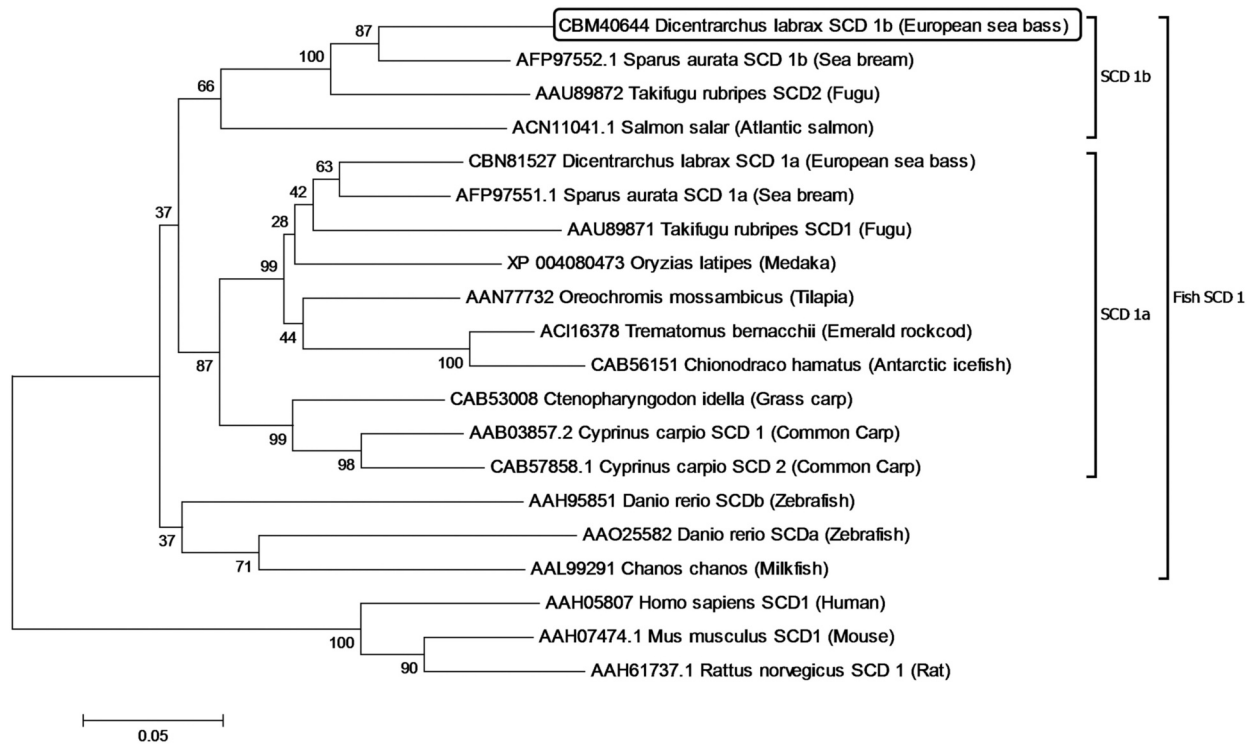 CBM40644 Dicentrarchus labrax SCD 1b (European sea bass)
87
AFP97552.1 Sparus aurata SCD 1b (Sea bream)
100
SCD 1b
AAU89872 Takifugu rubripes SCD2 (Fugu)
66
ACN11041.1 Salmon salar (Atlantic salmon)
CBN81527 Dicentrarchus labrax SCD 1a (European sea bass)
63
AFP97551.1 Sparus aurata SCD 1a (Sea bream)
42
37
28
AAU89871 Takifugu rubripes SCD1 (Fugu)
99
XP 004080473 Oryzias latipes (Medaka)
AAN77732 Oreochromis mossambicus (Tilapia)
Fish SCD 1
SCD 1a
44
ACI16378 Trematomus bernacchii (Emerald rockcod)
87
100
CAB56151 Chionodraco hamatus (Antarctic icefish)
CAB53008 Ctenopharyngodon idella (Grass carp)
99
AAB03857.2 Cyprinus carpio SCD 1 (Common Carp)
98
CAB57858.1 Cyprinus carpio SCD 2 (Common Carp)
AAH95851 Danio rerio SCDb (Zebrafish)
37
AAO25582 Danio rerio SCDa (Zebrafish)
71
AAL99291 Chanos chanos (Milkfish)
AAH05807 Homo sapiens SCD1 (Human)
100
AAH07474.1 Mus musculus SCD1 (Mouse)
90
AAH61737.1 Rattus norvegicus SCD 1 (Rat)
0.05